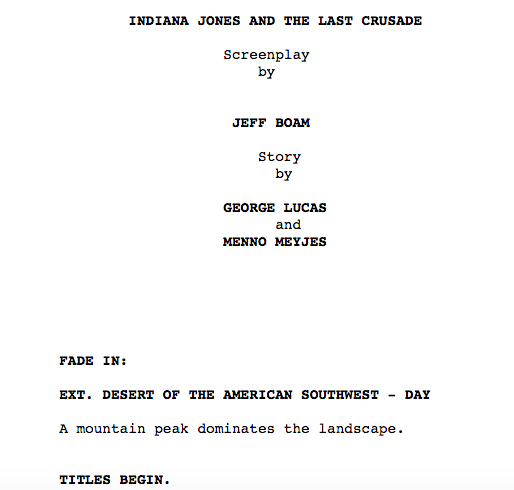 INDIANA JONES AND THE LAST CRUSADE
Screenplay
by
JEFF BOAM
Story
by
GEORGE LUCAS
and
MENNO MEYJES
FADE IN:
EXT. DESERT OF THE AMERICAN SOUTHWEST - DAY
A mountain peak dominates the landscape.
TITLES BEGIN.